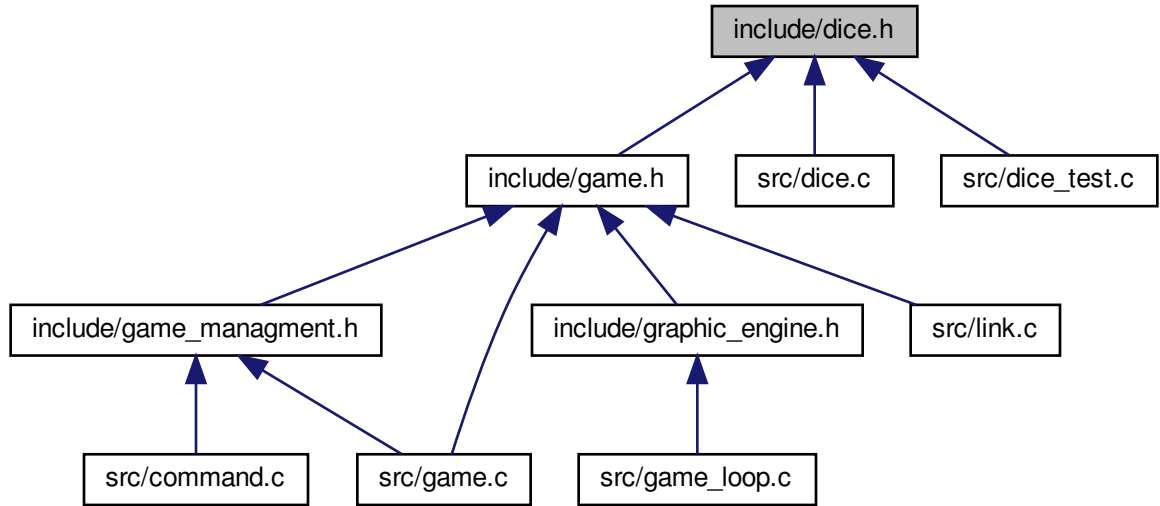 include/dice.h
include/game.h
src/dice.c
src/dice_test.c
include/game_managment.h
include/graphic_engine.h
src/link.c
src/command.c
src/game.c
src/game_loop.c